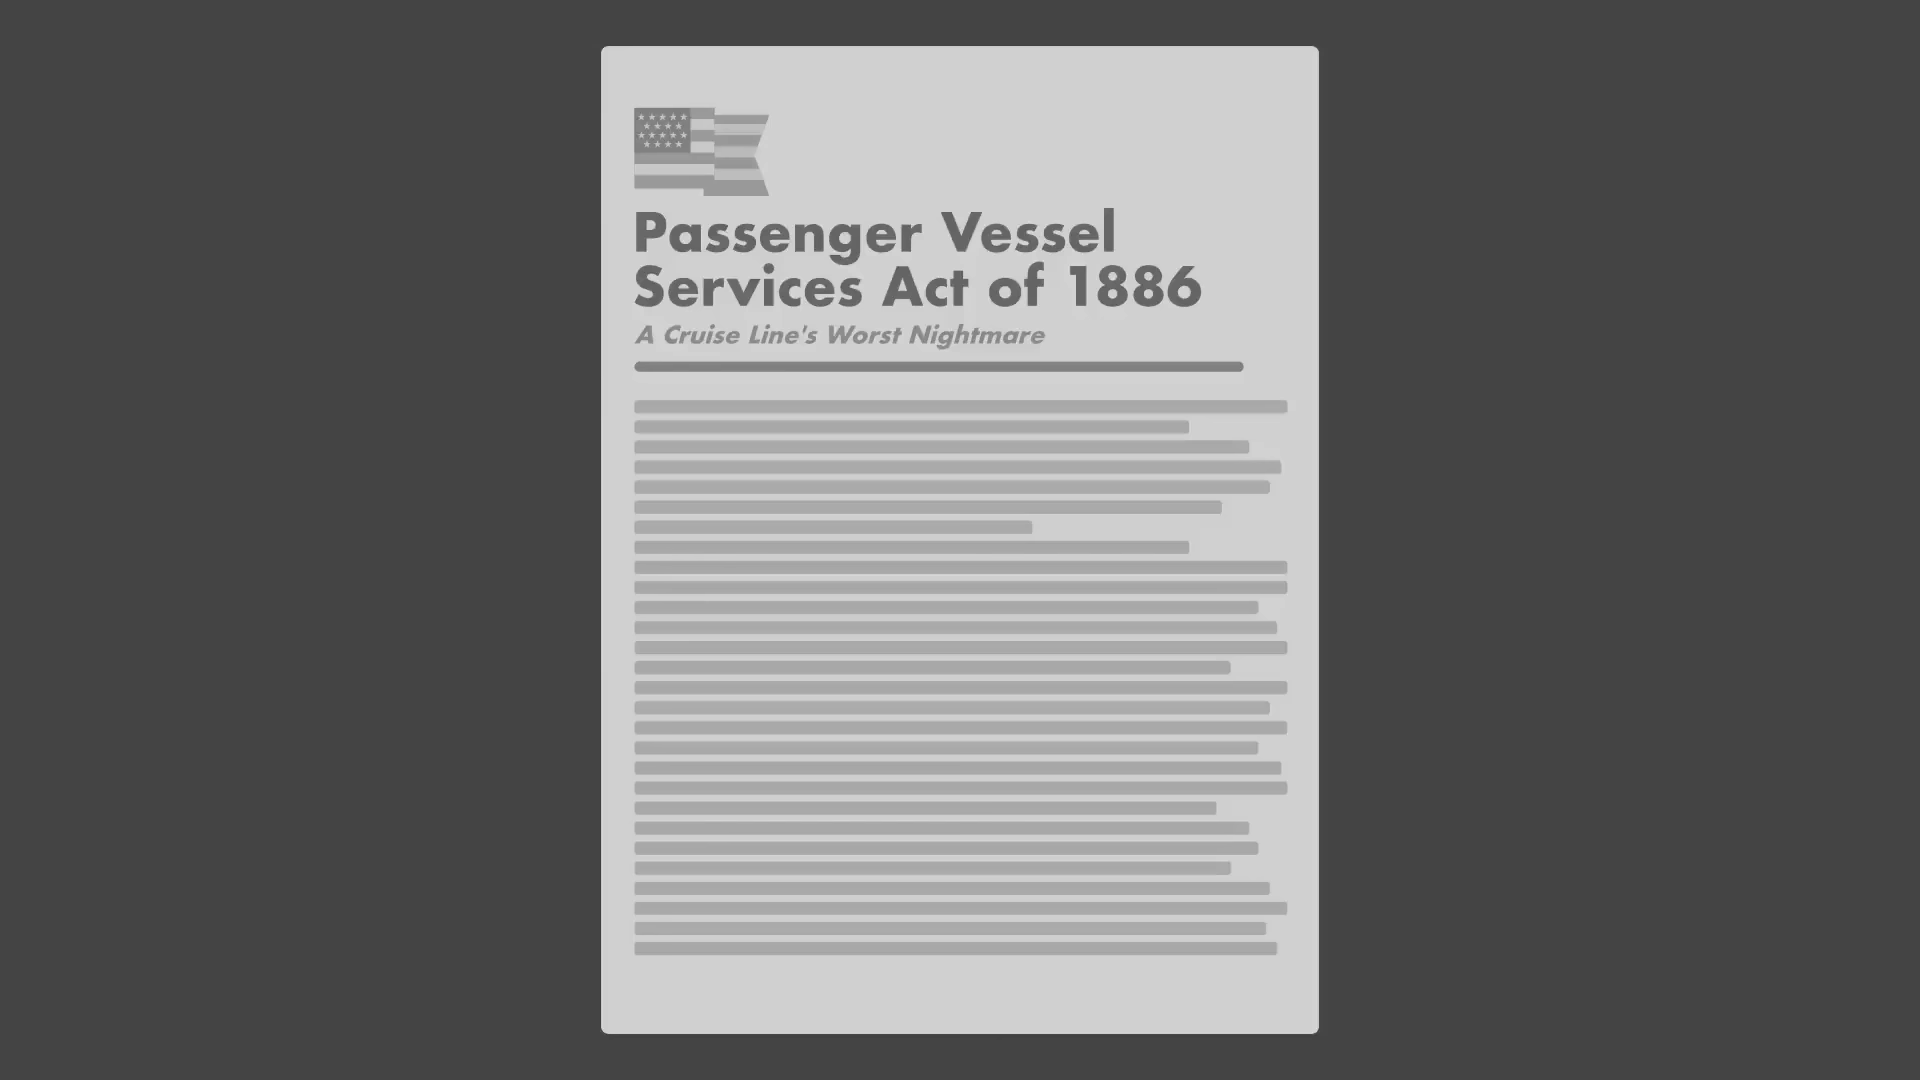 Passenger Vessel
Services Act of 1886
A Cruise Line's Worst Nightmare